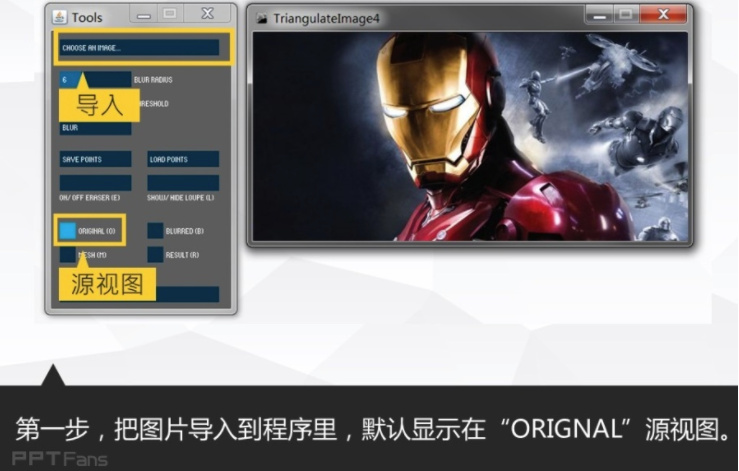 Tools
TriangulateImage4
CHOOSE AN IMAGE...
6 BLUR RADIUS
导入
RESHOLD
BLUR
SAVE POINTS LOAD POINTS
ON/ OFF ERASER (E) SHOW/ HIDE LOUPE (L)
ORIGINAL (O) BLURRED (B)
MESH (M) RESULT (R)
源视图
第一步，把图片导入到程序里，默认显示在“ORIGNAL”源视图。
PPTFans